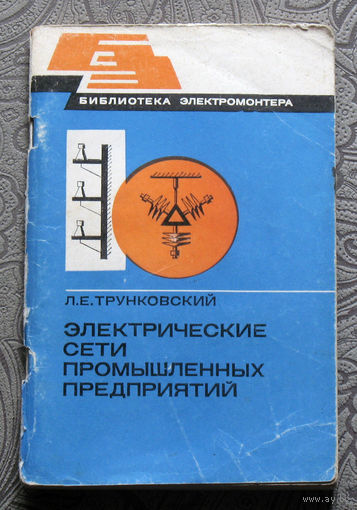 БИБЛИОТЕКА ЭЛЕКТРОМОНТЕРА
Л.Е.ТРУНКОВСКИЙ
ЭЛЕКТРИЧЕСКИЕ
СЕТИ
ПРОМЫШЛЕННЫХ
ПРЕДПРИЯТИЙ